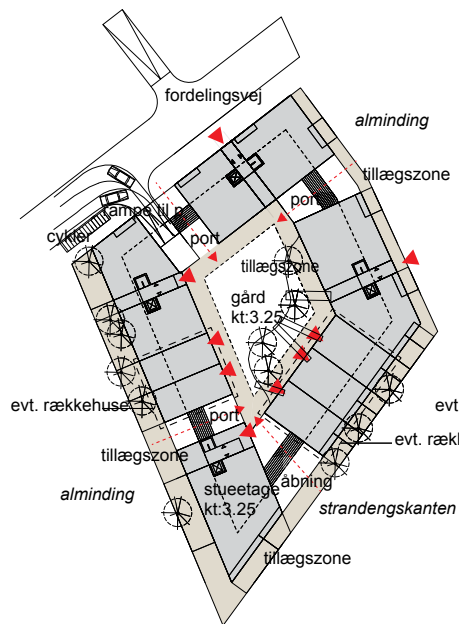 fordelingsvej
alminding
tillægszone
rampe til p
port
port
cykler
tillægszone
gård
kt:3.25
evt. rækkehuse
port
ev
evt. rækk
tillægszone
stueetage
kt:3.25
åbning
alminding
strandengskanten
tillægszone